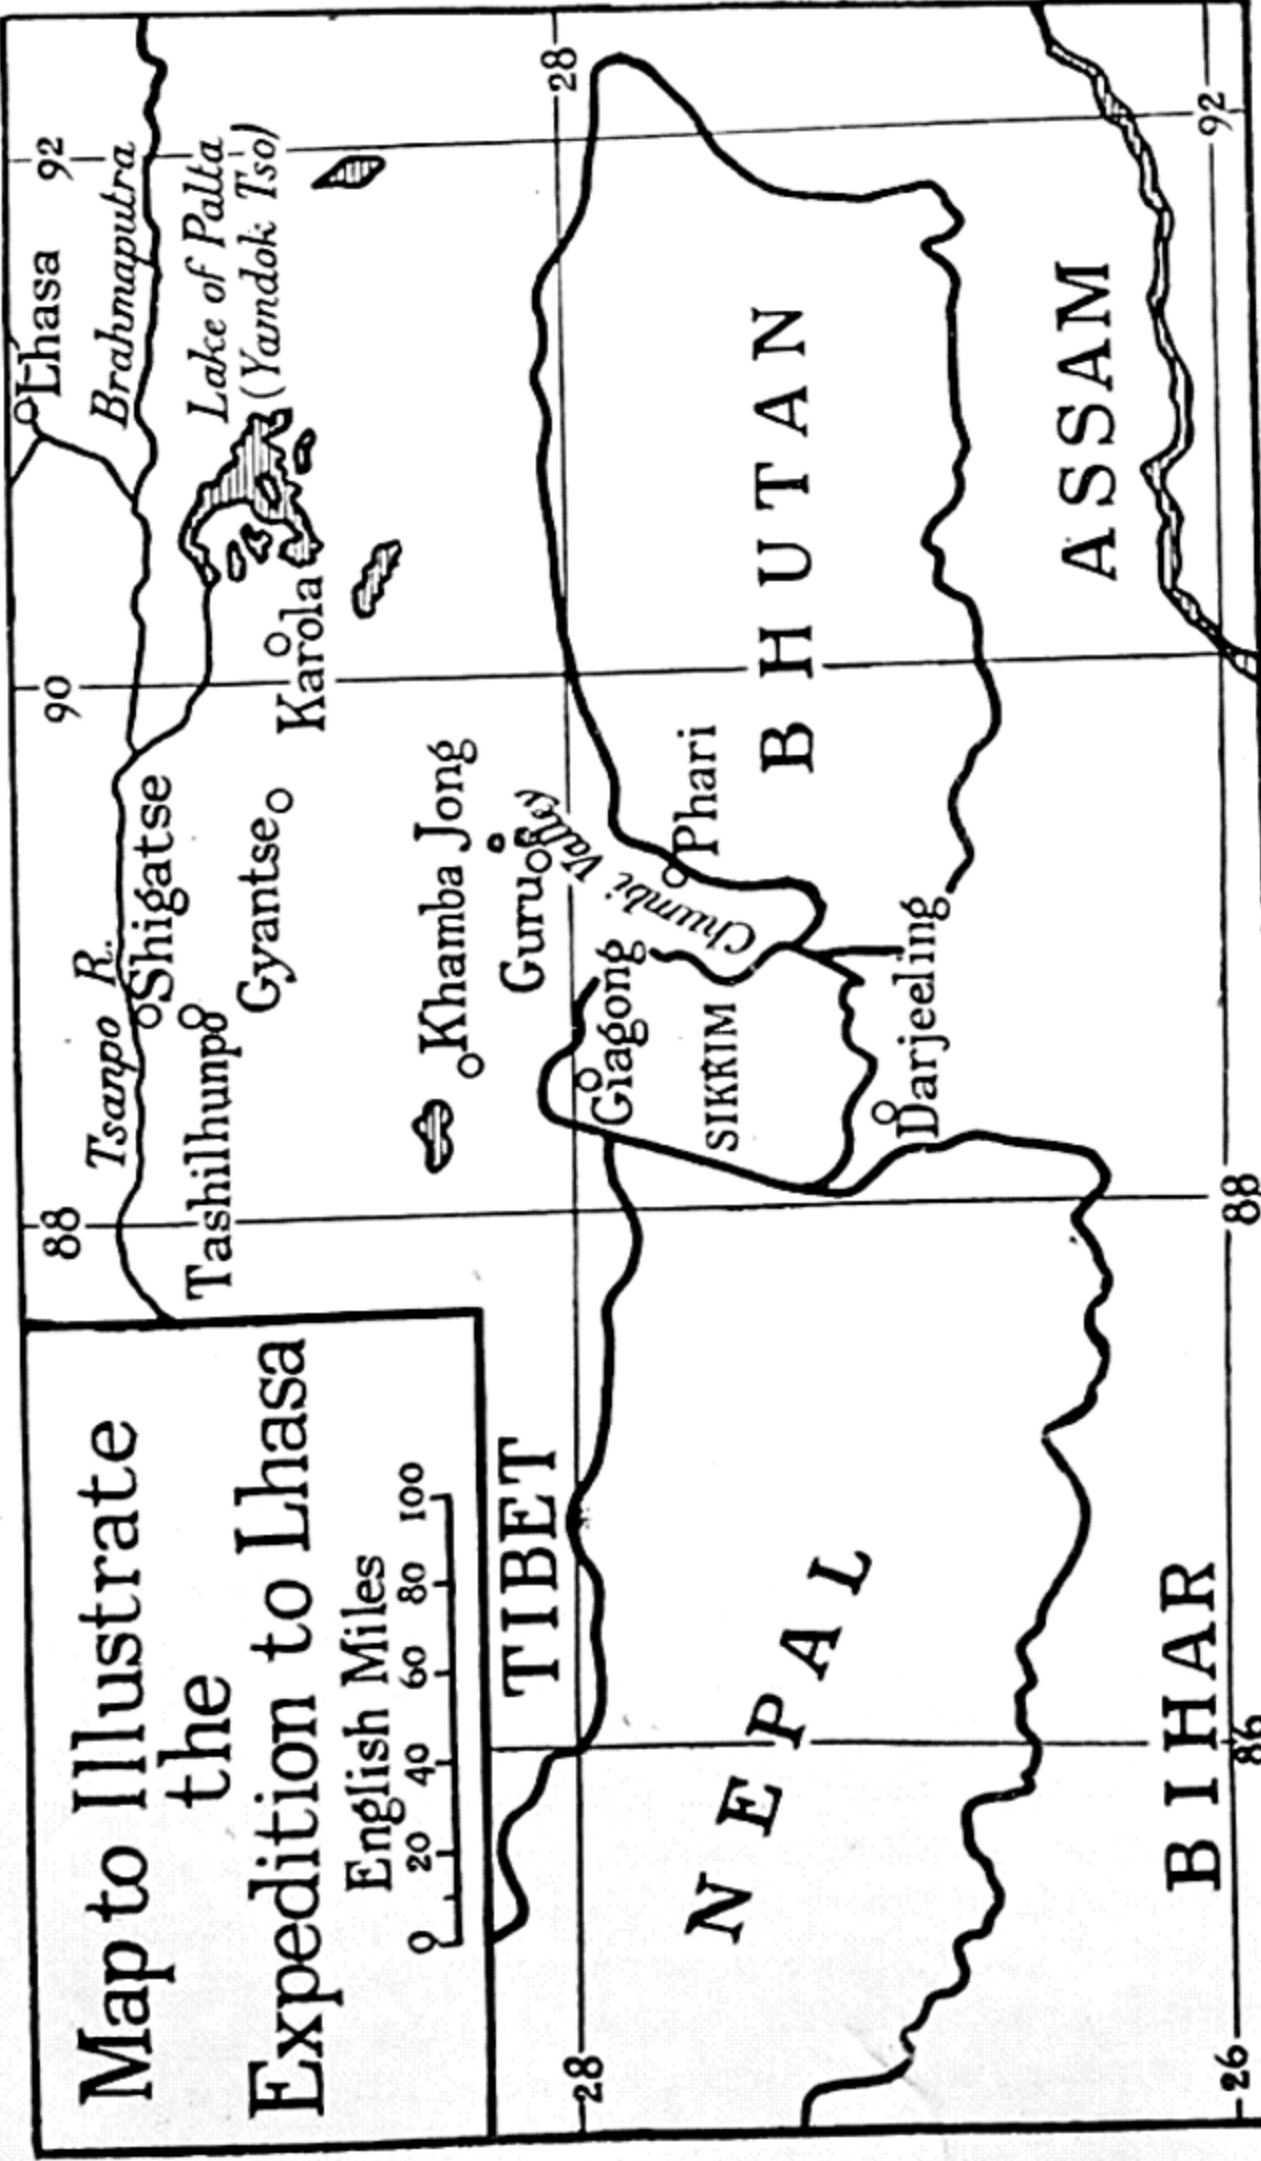 Map to Illustrate
the
Expedition to Lhasa
English Miles
0 20 40 60 80 100
88
90
92
Lhasa
Brahmaputra
Tsanpo R.
Lake of Palta
(Yamdok Tso)
Shigatse
Tashilhunpo
Gyantse
Karola
Khamba Jong
Guru
Chumbi Valley
Phari
Giagong
SIKKIM
Darjeeling
TIBET
NEPAL
BHUTAN
ASSAM
BIHAR
28
28
26
86
88
92